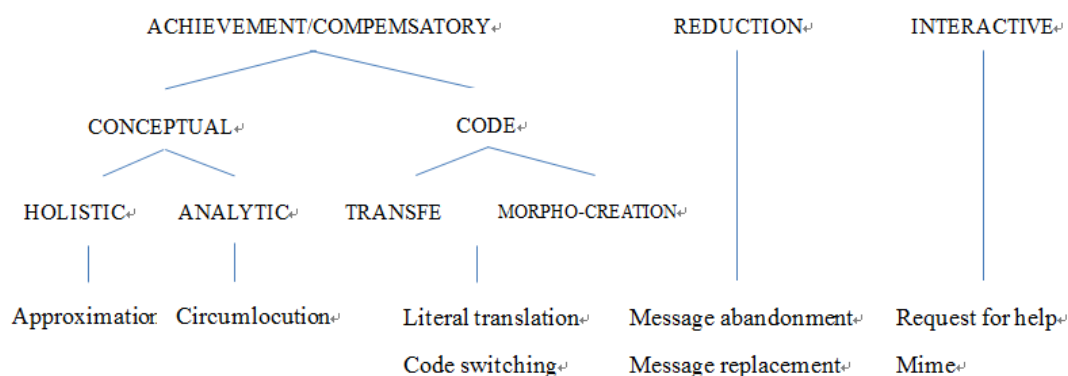 ACHIEVEMENT/COMPEMSATORY↵ REDUCTION↵ INTERACTIVE↵
CONCEPTUAL↵ CODE↵
HOLISTIC↵ ANALYTIC↵ TRANSFE MORPHO-CREATION↵
Approximation Circumlocution↵ Literal translation↵ Message abandonment↵ Request for help↵
Code switching↵ Message replacement↵ Mime↵